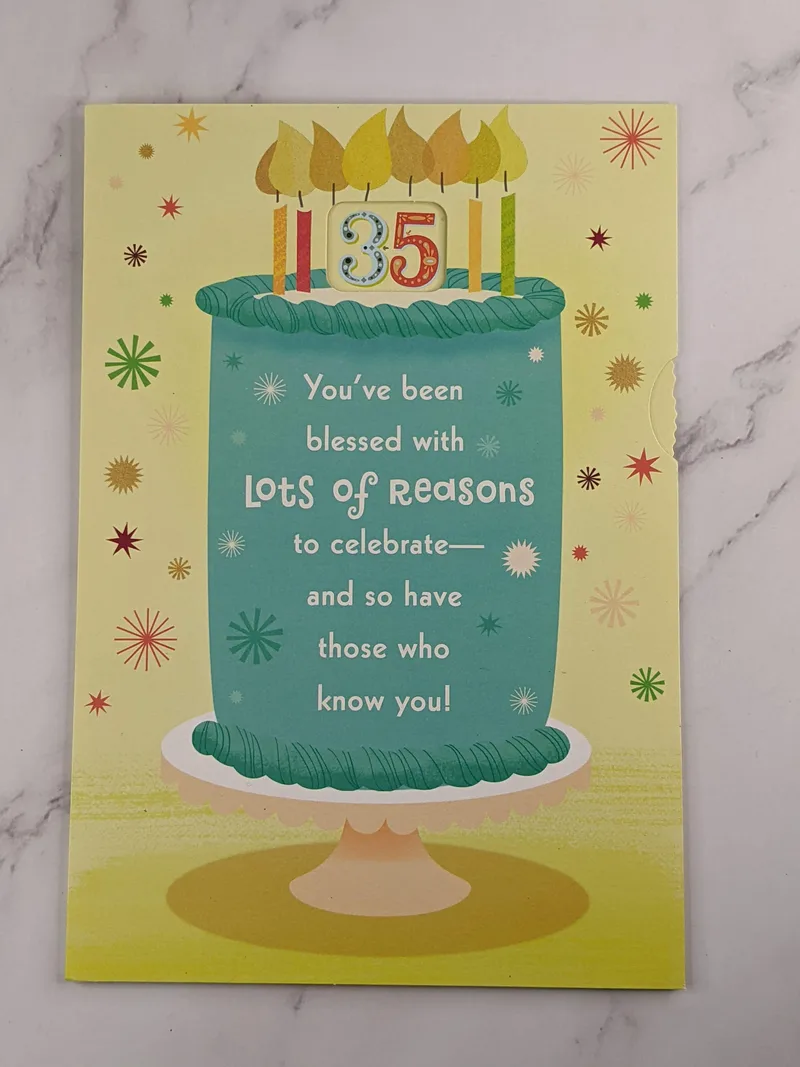 35
You've been
blessed with
Lots of Reasons
to celebrate—
and so have
those who
know you!